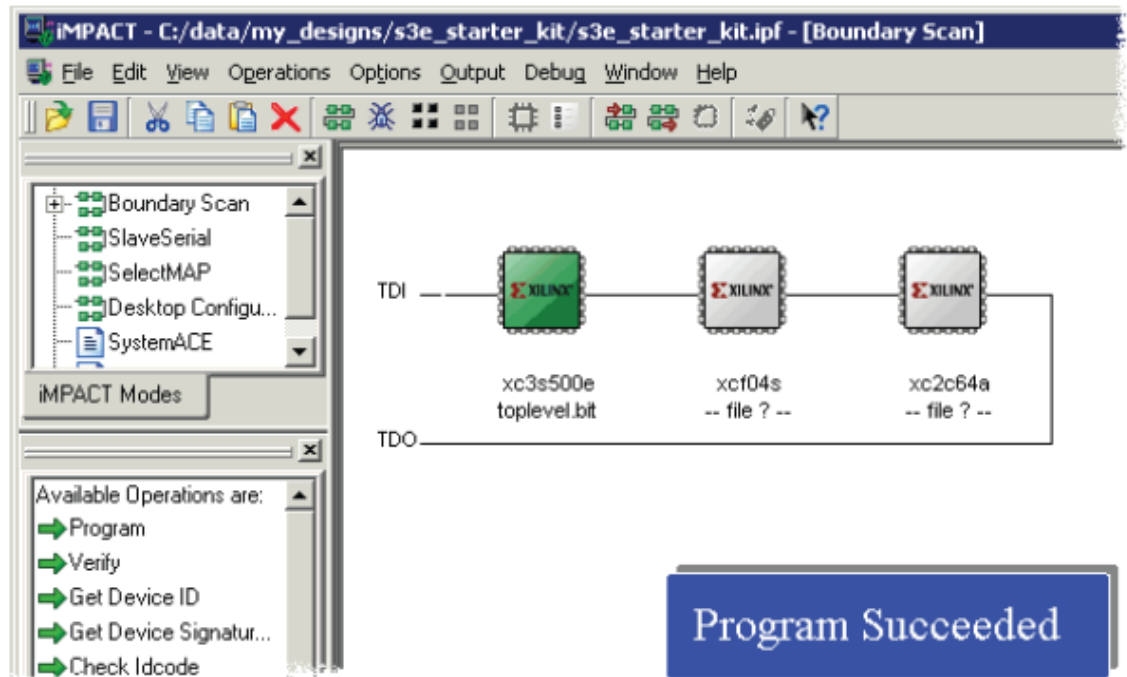 iMPACT - C:/data/my_designs/s3e_starter_kit/s3e_starter_kit.ipf - [Boundary Scan]
File Edit View Operations Options Output Debug Window Help
Boundary Scan
SlaveSerial
SelectMAP
Desktop Configu...
SystemACE
iMPACT Modes
Available Operations are:
Program
Verify
Get Device ID
Get Device Signatur...
Check Idcode
TDI
XILINX
XILINX
XILINX
xc3s500e
toplevel.bit
xcf04s
-- file ? --
xc2c64a
-- file ? --
TDO
Program Succeeded